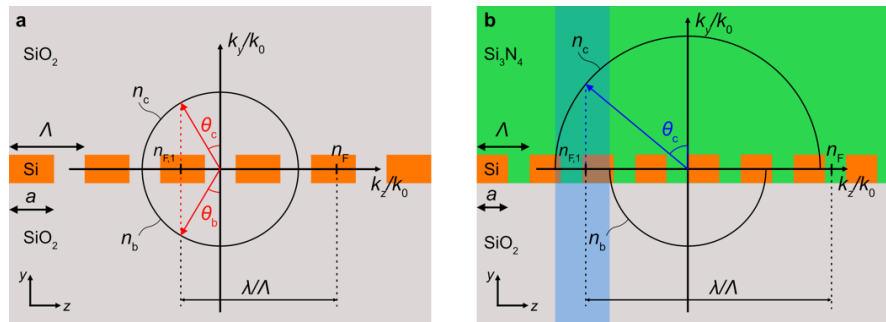 a
SiO₂
k_y/k_0
n_c
θ_c
Λ
n_F,1
n_F
Si
k_z/k_0
a
θ_b
SiO₂
n_b
y
z
λ/Λ
b
Si₃N₄
k_y/k_0
n_c
θ_c
Λ
n_F,1
n_F
Si
k_z/k_0
a
SiO₂
n_b
y
z
λ/Λ